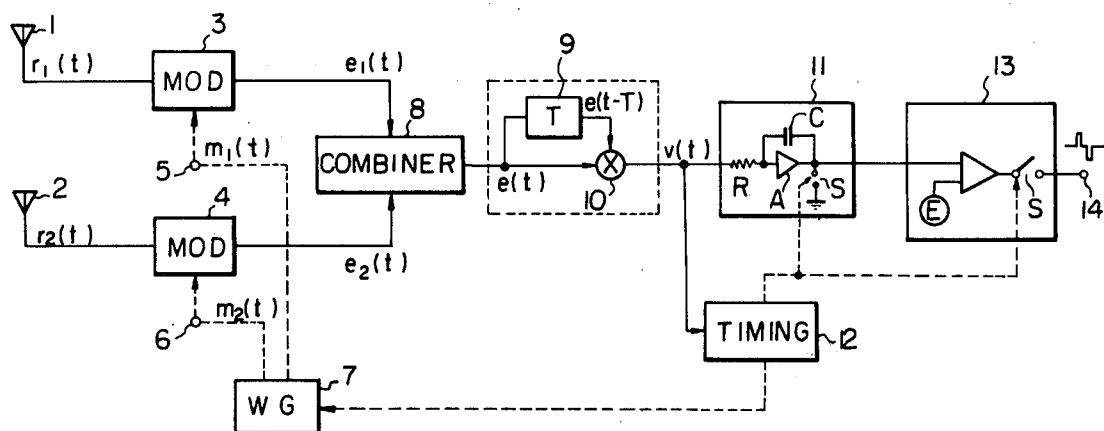 1
r1(t)
3
MOD
e1(t)
8
COMBINER
9
T
e(t-T)
e(t)
10
v(t)
11
C
R
A
S
13
E
S
14
5
m1(t)
2
r2(t)
4
MOD
e2(t)
6
m2(t)
7
WG
TIMING
12